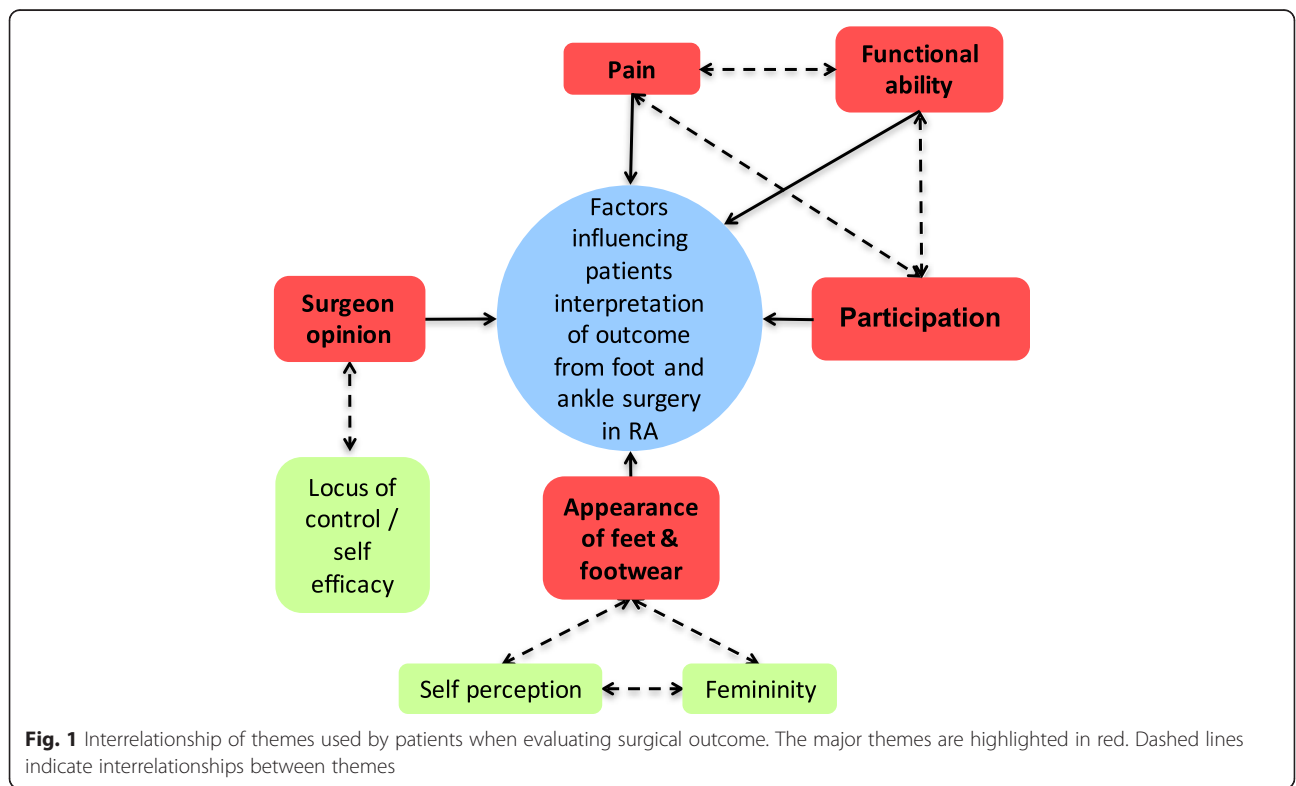 Pain
Functional
ability
Factors
influencing
patients
interpretation
of outcome
from foot and
ankle surgery
in RA
Surgeon
opinion
Participation
Locus of
control /
self
efficacy
Appearance
of feet &
footwear
Self perception
Femininity
Fig. 1 Interrelationship of themes used by patients when evaluating surgical outcome. The major themes are highlighted in red. Dashed lines
indicate interrelationships between themes